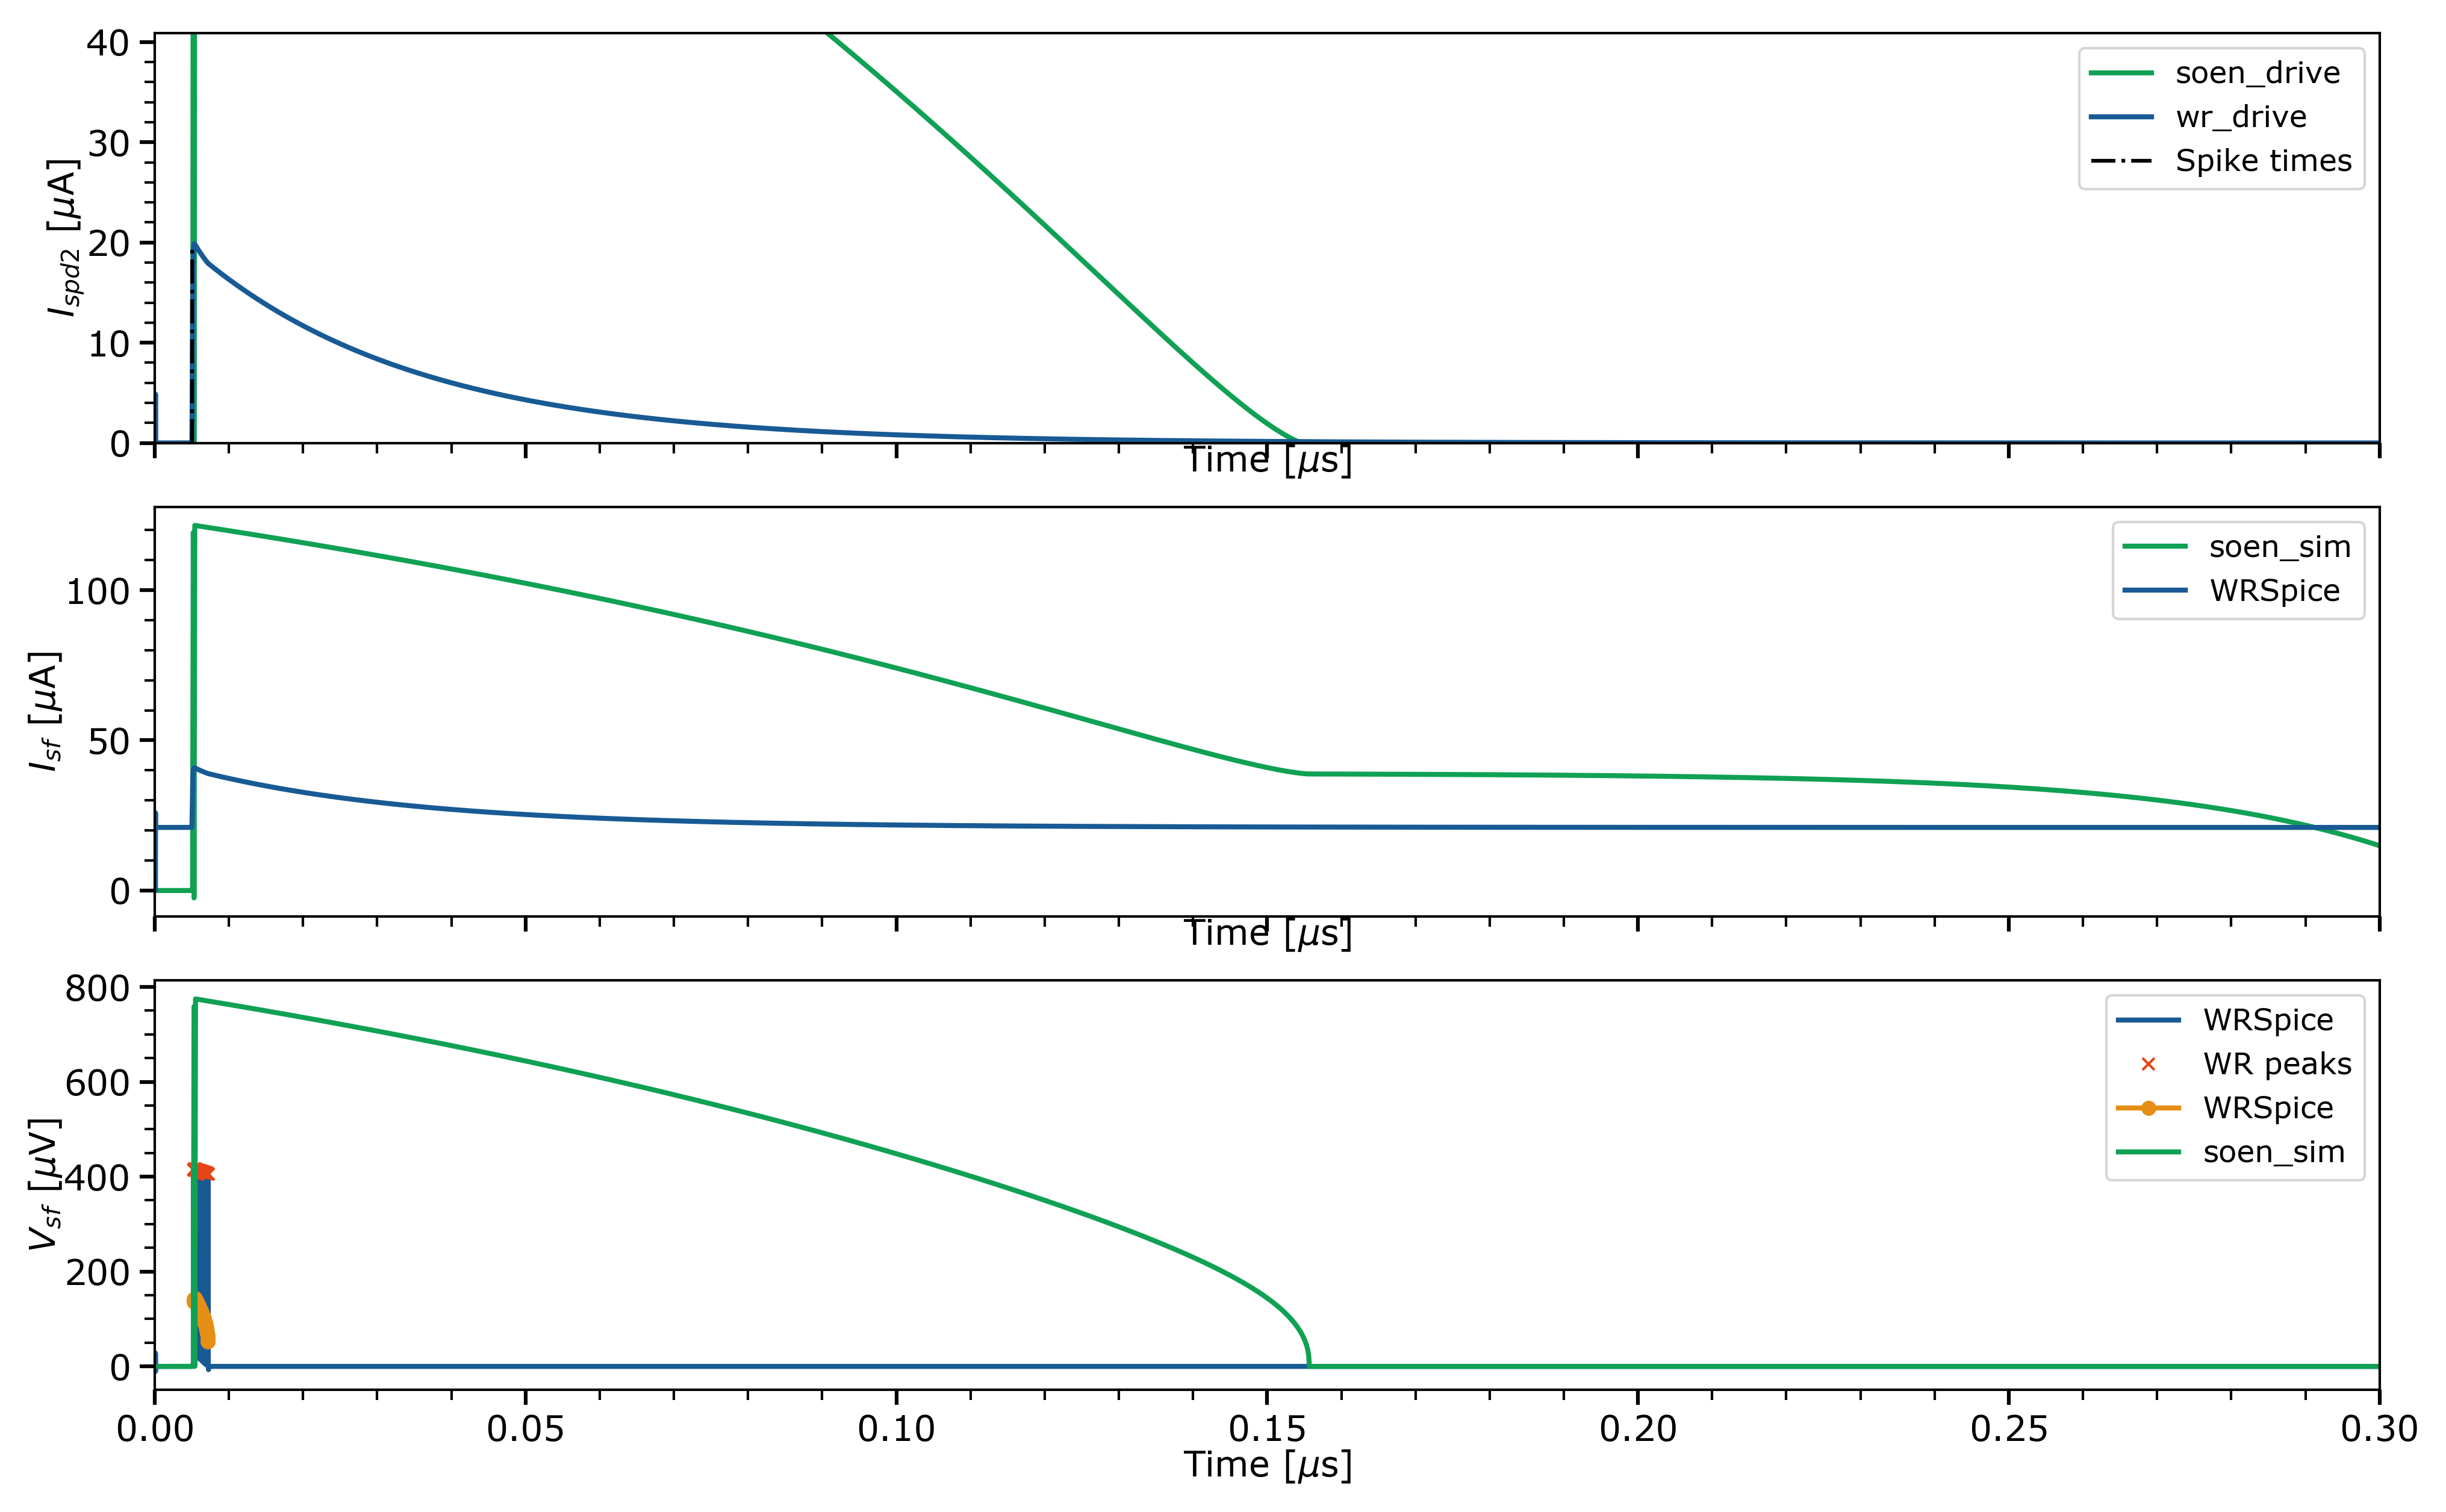 40
30
20
10
0
I_spd2 [μA]
soen_drive
wr_drive
Spike times
Time [μs]
100
50
0
I_sf [μA]
soen_sim
WRSpice
Time [μs]
800
600
400
200
0
V_sf [μV]
WRSpice
WR peaks
WRSpice
soen_sim
0.00 0.05 0.10 0.15 0.20 0.25 0.30
Time [μs]